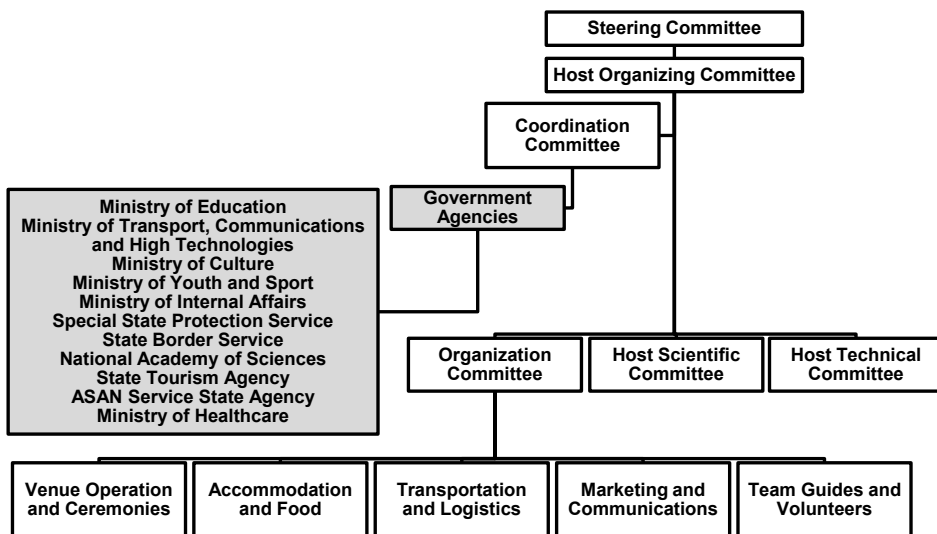 Steering Committee
Host Organizing Committee
Coordination
Committee
Government
Agencies
Ministry of Education
Ministry of Transport, Communications
and High Technologies
Ministry of Culture
Ministry of Youth and Sport
Ministry of Internal Affairs
Special State Protection Service
State Border Service
National Academy of Sciences
State Tourism Agency
ASAN Service State Agency
Ministry of Healthcare
Organization
Committee
Host Scientific
Committee
Host Technical
Committee
Venue Operation
and Ceremonies
Accommodation
and Food
Transportation
and Logistics
Marketing and
Communications
Team Guides and
Volunteers